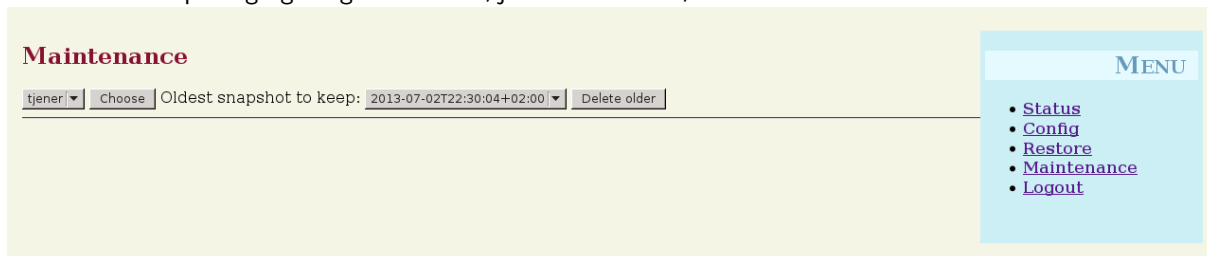 Maintenance
tjener Choose Oldest snapshot to keep: 2013-07-02T22:30:04+02:00 Delete older
MENU
Status
Config
Restore
Maintenance
Logout